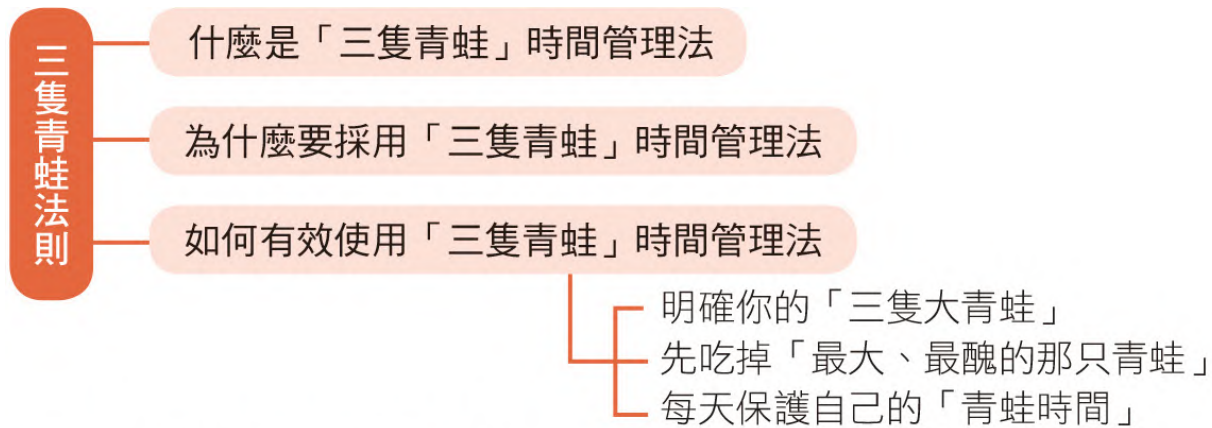 三隻青蛙法則
什麼是「三隻青蛙」時間管理法
為什麼要採用「三隻青蛙」時間管理法
如何有效使用「三隻青蛙」時間管理法
明確你的「三隻大青蛙」
先吃掉「最大、最醜的那只青蛙」
每天保護自己的「青蛙時間」